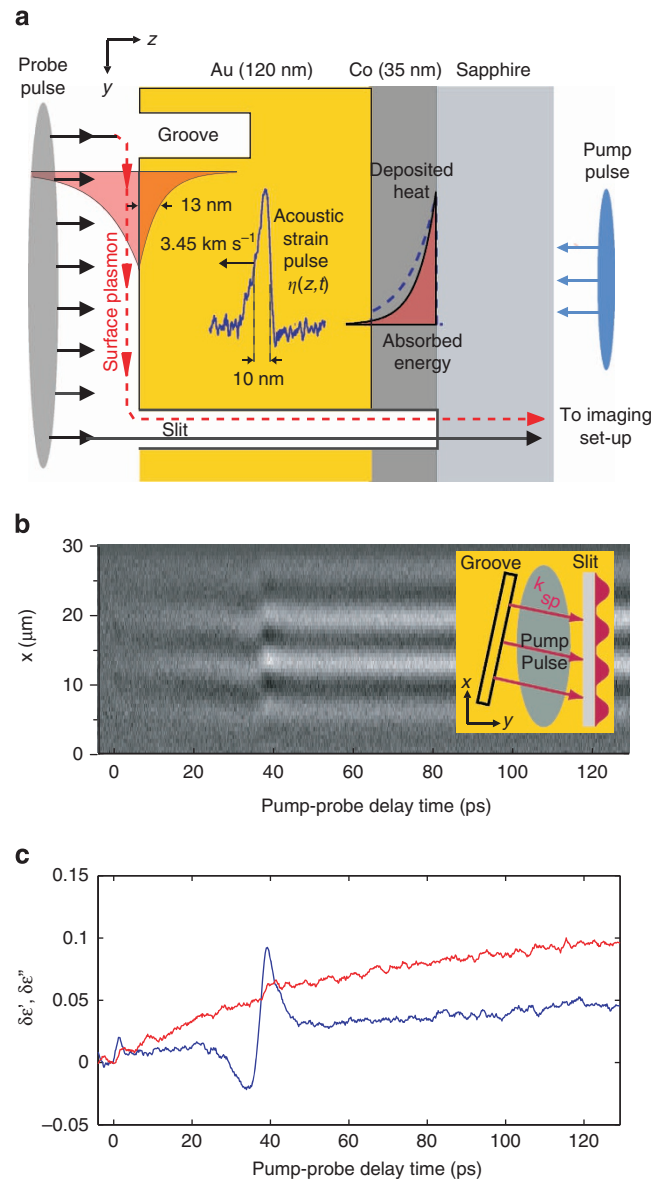 a
z
y
Probe
pulse
Au (120 nm)
Co (35 nm)
Sapphire
Groove
Pump
pulse
Deposited
heat
13 nm
Acoustic
strain
pulse
η(z,t)
3.45 km s⁻¹
Surface plasmon
10 nm
Absorbed
energy
Slit
To imaging
set-up
b
30
20
10
0
x (µm)
Groove
Slit
k sp
Pump
Pulse
x
y
0
20
40
60
80
100
120
Pump-probe delay time (ps)
c
0.15
0.1
0.05
0
–0.05
δε', δε''
0
20
40
60
80
100
120
Pump-probe delay time (ps)